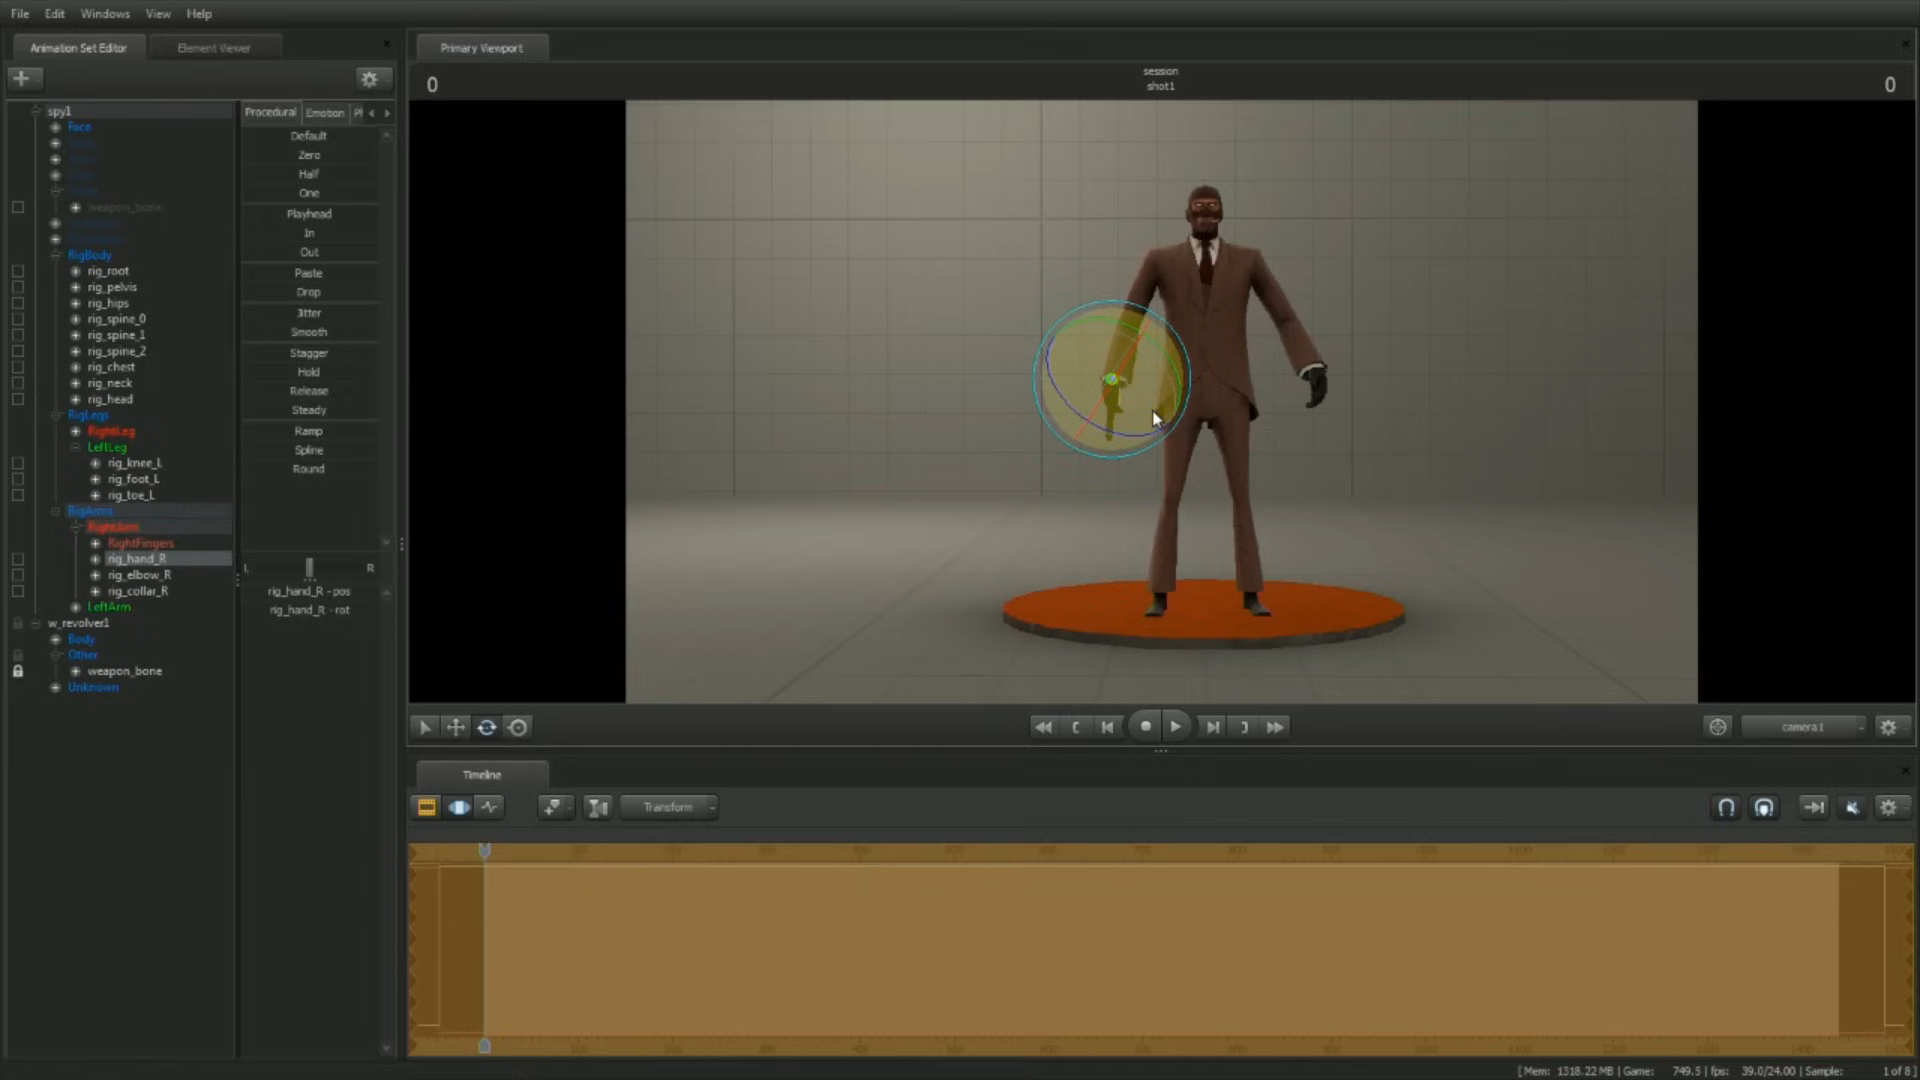 File Edit Windows View Help
Animation Set Editor Element Viewer
Primary Viewport
0
session
shot1
0
spy1
Face
weapon_bone
RigBody
rig_root
rig_pelvis
rig_hips
rig_spine_0
rig_spine_1
rig_spine_2
rig_chest
rig_neck
rig_head
RigLegs
RightLeg
LeftLeg
rig_knee_L
rig_foot_L
rig_toe_L
RigArms
RightArm
RightFingers
rig_hand_R
rig_elbow_R
rig_collar_R
LeftArm
w_revolver1
Body
Other
weapon_bone
Unknown
Procedural Emotion
Default
Zero
Half
One
Playhead
In
Out
Paste
Drop
Jitter
Smooth
Stagger
Hold
Release
Steady
Ramp
Spline
Round
L R
rig_hand_R - pos
rig_hand_R - rot
camera1
Timeline
Transform
[ Mem: 1318.22 MB | Game: 749.5 | fps: 39.0/24.00 | Sample: 1 of 8 ]